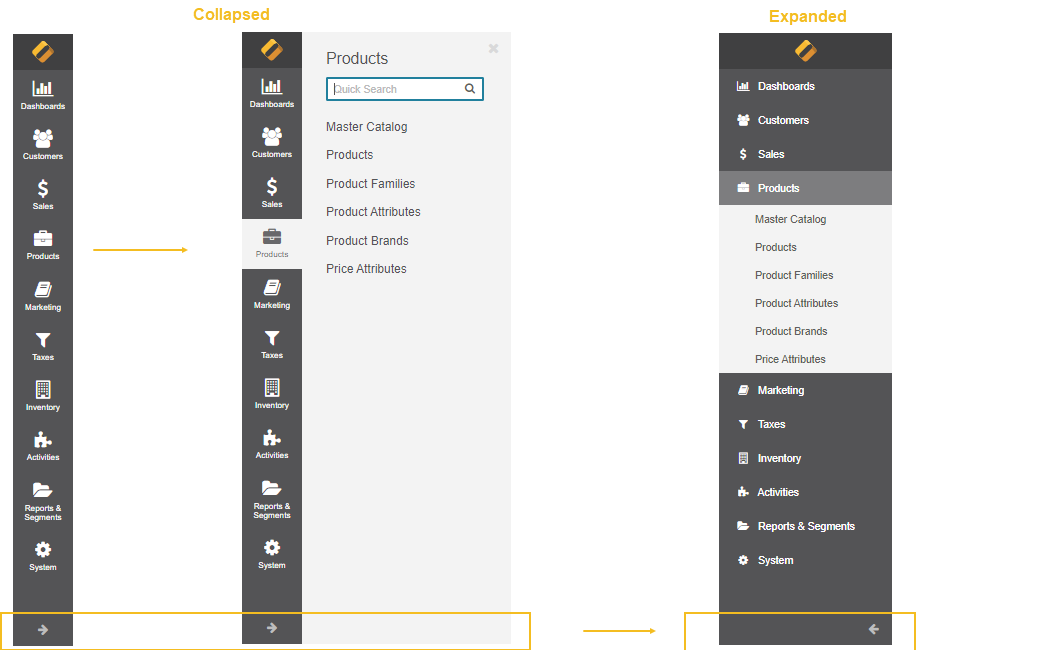 Collapsed
Expanded
Dashboards
Customers
Sales
Products
Marketing
Taxes
Inventory
Activities
Reports &
Segments
System
Dashboards
Customers
Sales
Products
Marketing
Taxes
Inventory
Activities
Reports &
Segments
System
Products
Quick Search
Master Catalog
Products
Product Families
Product Attributes
Product Brands
Price Attributes
Dashboards
Customers
Sales
Products
Master Catalog
Products
Product Families
Product Attributes
Product Brands
Price Attributes
Marketing
Taxes
Inventory
Activities
Reports & Segments
System